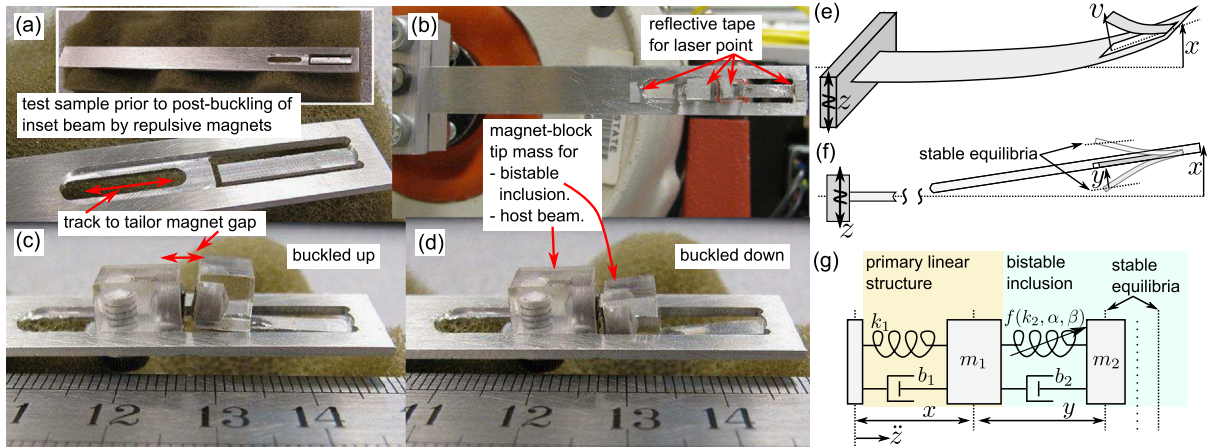 (a)
test sample prior to post-buckling of
inset beam by repulsive magnets
track to tailor magnet gap
(b)
reflective tape
for laser point
STATE
magnet-block
tip mass for
- bistable
inclusion.
- host beam.
(c)
buckled up
11 12 13 14
(d)
buckled down
12 13 14
(e)
v
x
z
(f)
stable equilibria
y
x
z
(g)
primary linear
structure
bistable
inclusion
stable
equilibria
k₁
f(k₂, α, β)
m₁
m₂
b₁
b₂
x
y
z̈